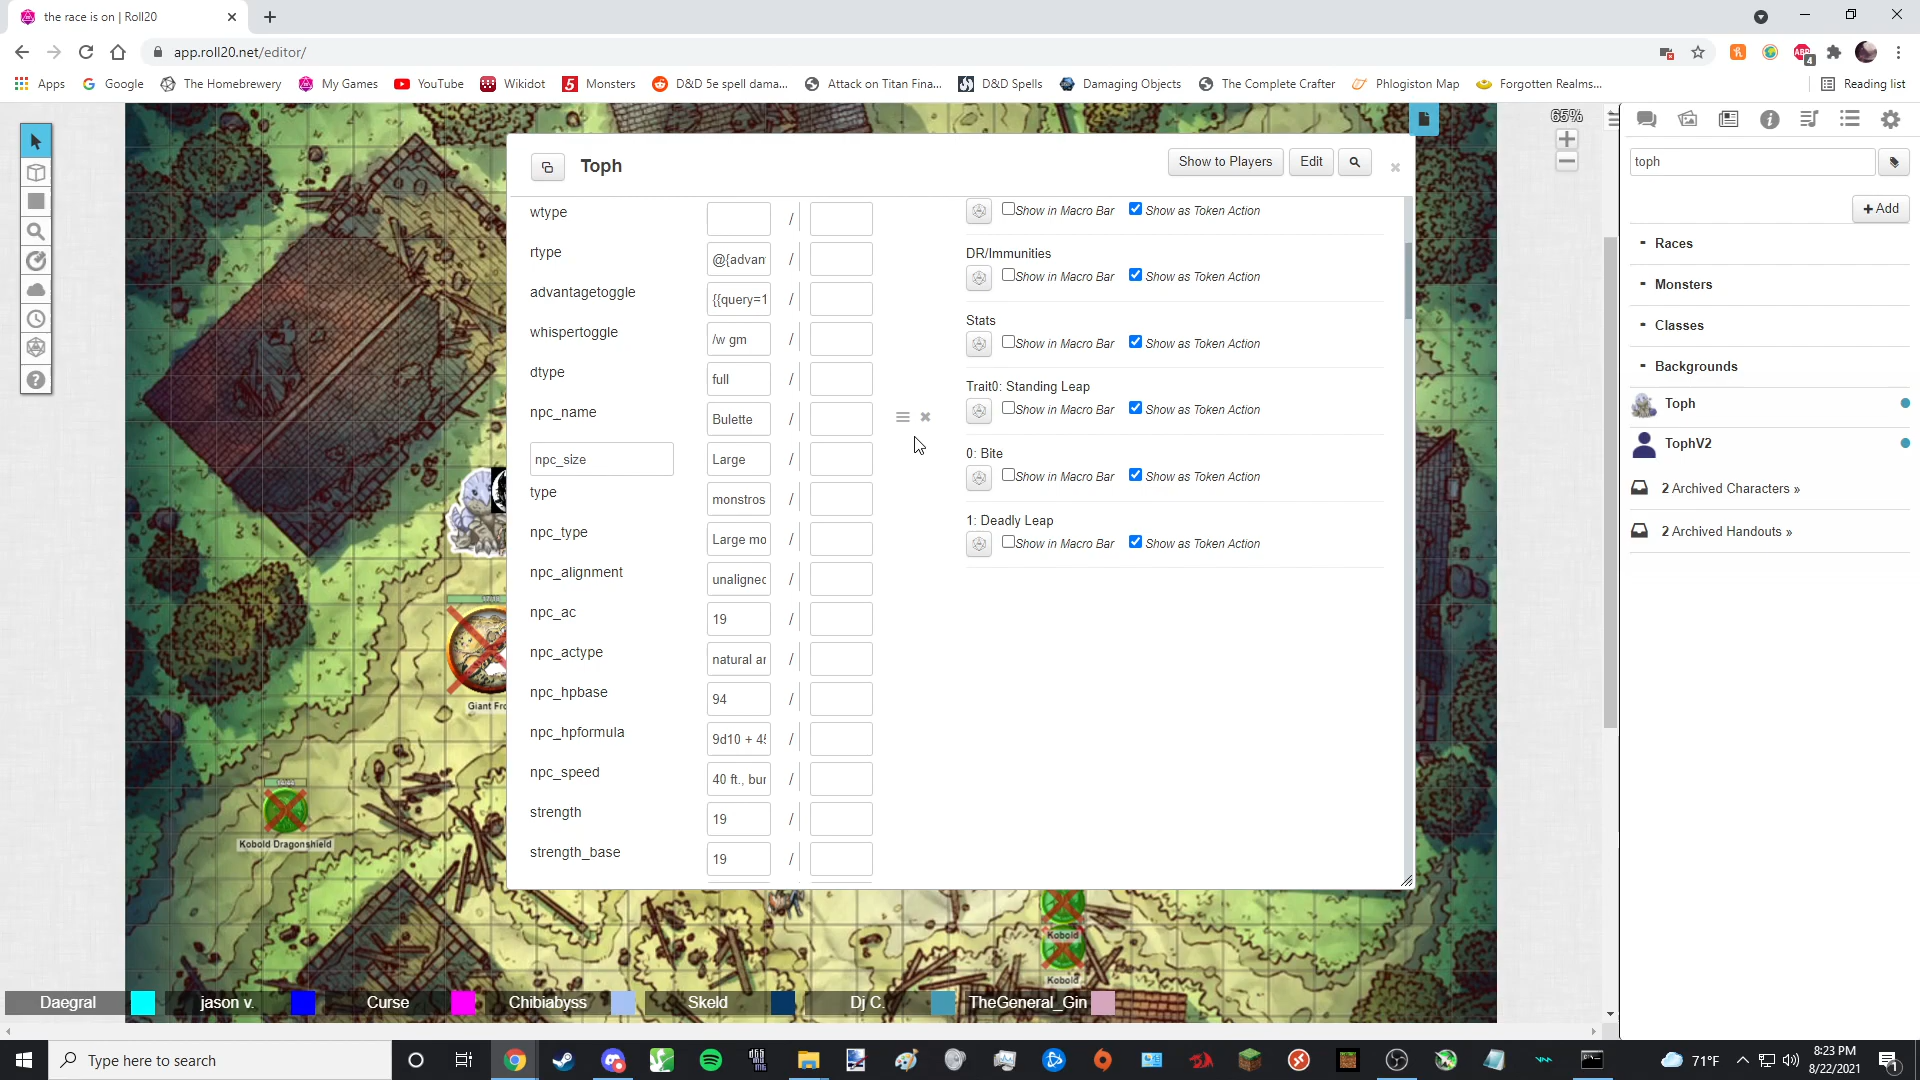 the race is on | Roll20
app.roll20.net/editor/
4
Apps
Google
The Homebrewery
My Games
YouTube
Wikidot
Monsters
D&D 5e spell dama...
Attack on Titan Fina...
D&D Spells
Damaging Objects
The Complete Crafter
Phlogiston Map
Forgotten Realms...
Reading list
65%
Toph
Show to Players
Edit
toph
+ Add
wtype /
rtype @{advan /
advantagetoggle {{query=1 /
whispertoggle /w gm /
dtype full /
npc_name Bulette /
npc_size Large /
type monstros /
npc_type Large mo /
npc_alignment unaligned /
npc_ac 19 /
npc_actype natural ar /
npc_hpbase 94 /
npc_hpformula 9d10 + 45 /
npc_speed 40 ft., bur /
strength 19 /
strength_base 19 /
Show in Macro Bar Show as Token Action
DR/Immunities
Show in Macro Bar Show as Token Action
Stats
Show in Macro Bar Show as Token Action
Trait0: Standing Leap
Show in Macro Bar Show as Token Action
0: Bite
Show in Macro Bar Show as Token Action
1: Deadly Leap
Show in Macro Bar Show as Token Action
- Races
- Monsters
- Classes
- Backgrounds
Toph
TophV2
2 Archived Characters »
2 Archived Handouts »
Giant Fro
Kobold Dragonshield
Kobold
Kobold
Daegral
jason v.
Curse
Chibiabyss
Skeld
Dj C.
TheGeneral_Gin
Type here to search
71°F
8:23 PM
8/22/2021
1